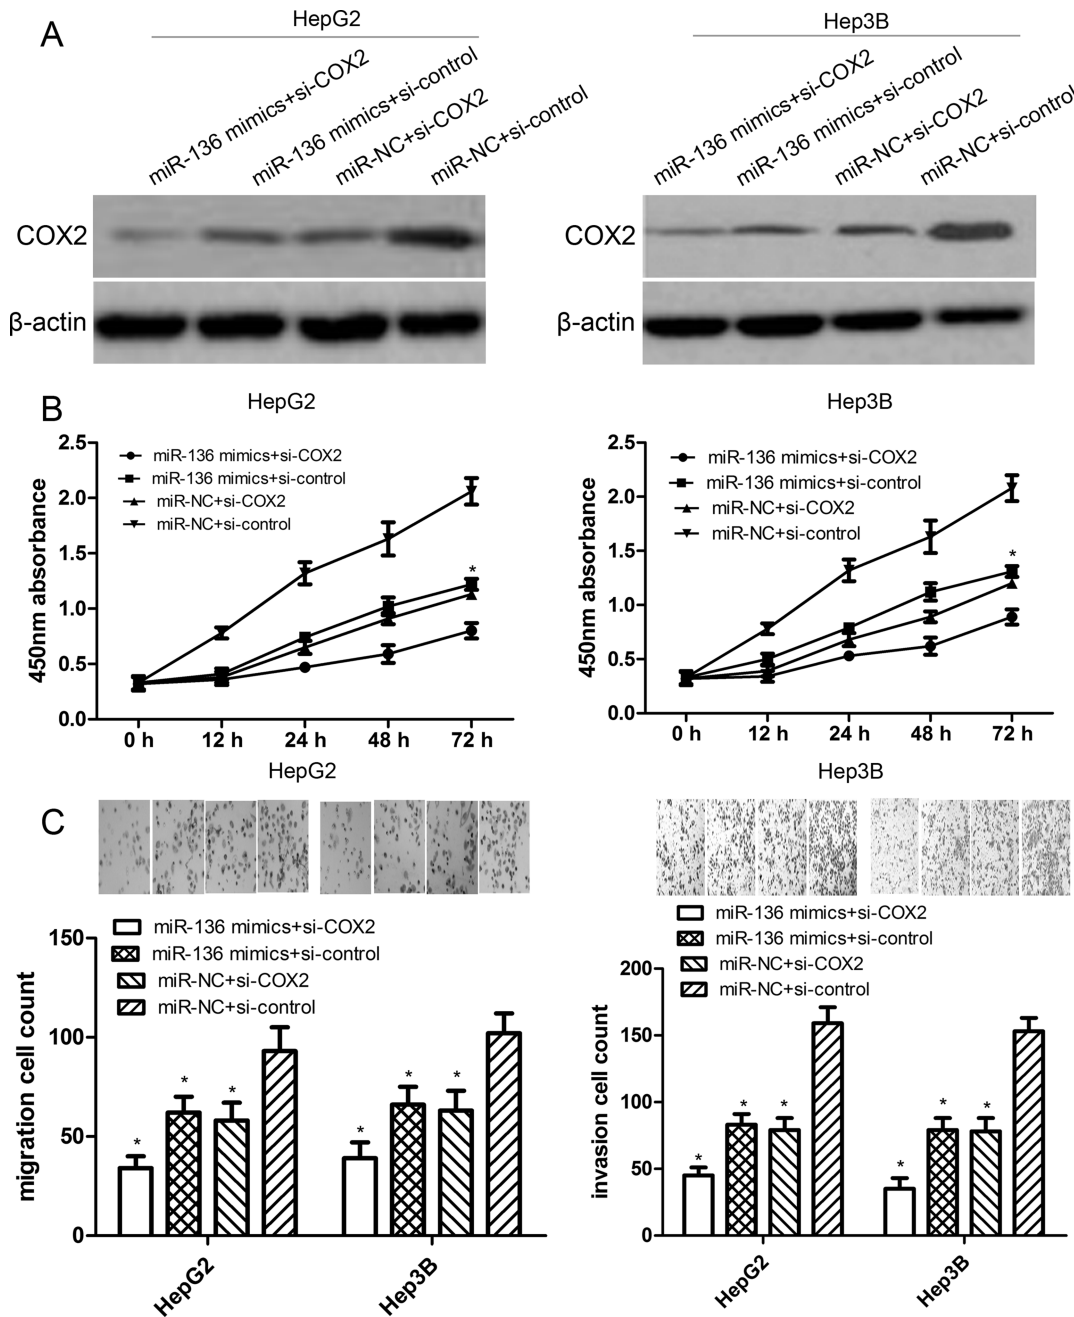 A
HepG2
miR-136 mimics+si-COX2
miR-136 mimics+si-control
miR-NC+si-COX2
miR-NC+si-control
COX2
β-actin
Hep3B
miR-136 mimics+si-COX2
miR-136 mimics+si-control
miR-NC+si-COX2
miR-NC+si-control
COX2
β-actin
B
HepG2
450nm absorbance
2.5
2.0
1.5
1.0
0.5
0.0
miR-136 mimics+si-COX2
miR-136 mimics+si-control
miR-NC+si-COX2
miR-NC+si-control
*
0 h 12 h 24 h 48 h 72 h
Hep3B
450nm absorbance
2.5
2.0
1.5
1.0
0.5
0.0
miR-136 mimics+si-COX2
miR-136 mimics+si-control
miR-NC+si-COX2
miR-NC+si-control
*
0 h 12 h 24 h 48 h 72 h
C
HepG2
miR-136 mimics+si-COX2
miR-136 mimics+si-control
miR-NC+si-COX2
miR-NC+si-control
migration cell count
150
100
50
0
* * * * * *
HepG2
Hep3B
Hep3B
miR-136 mimics+si-COX2
miR-136 mimics+si-control
miR-NC+si-COX2
miR-NC+si-control
invasion cell count
200
150
100
50
0
* * * * * *
HepG2
Hep3B